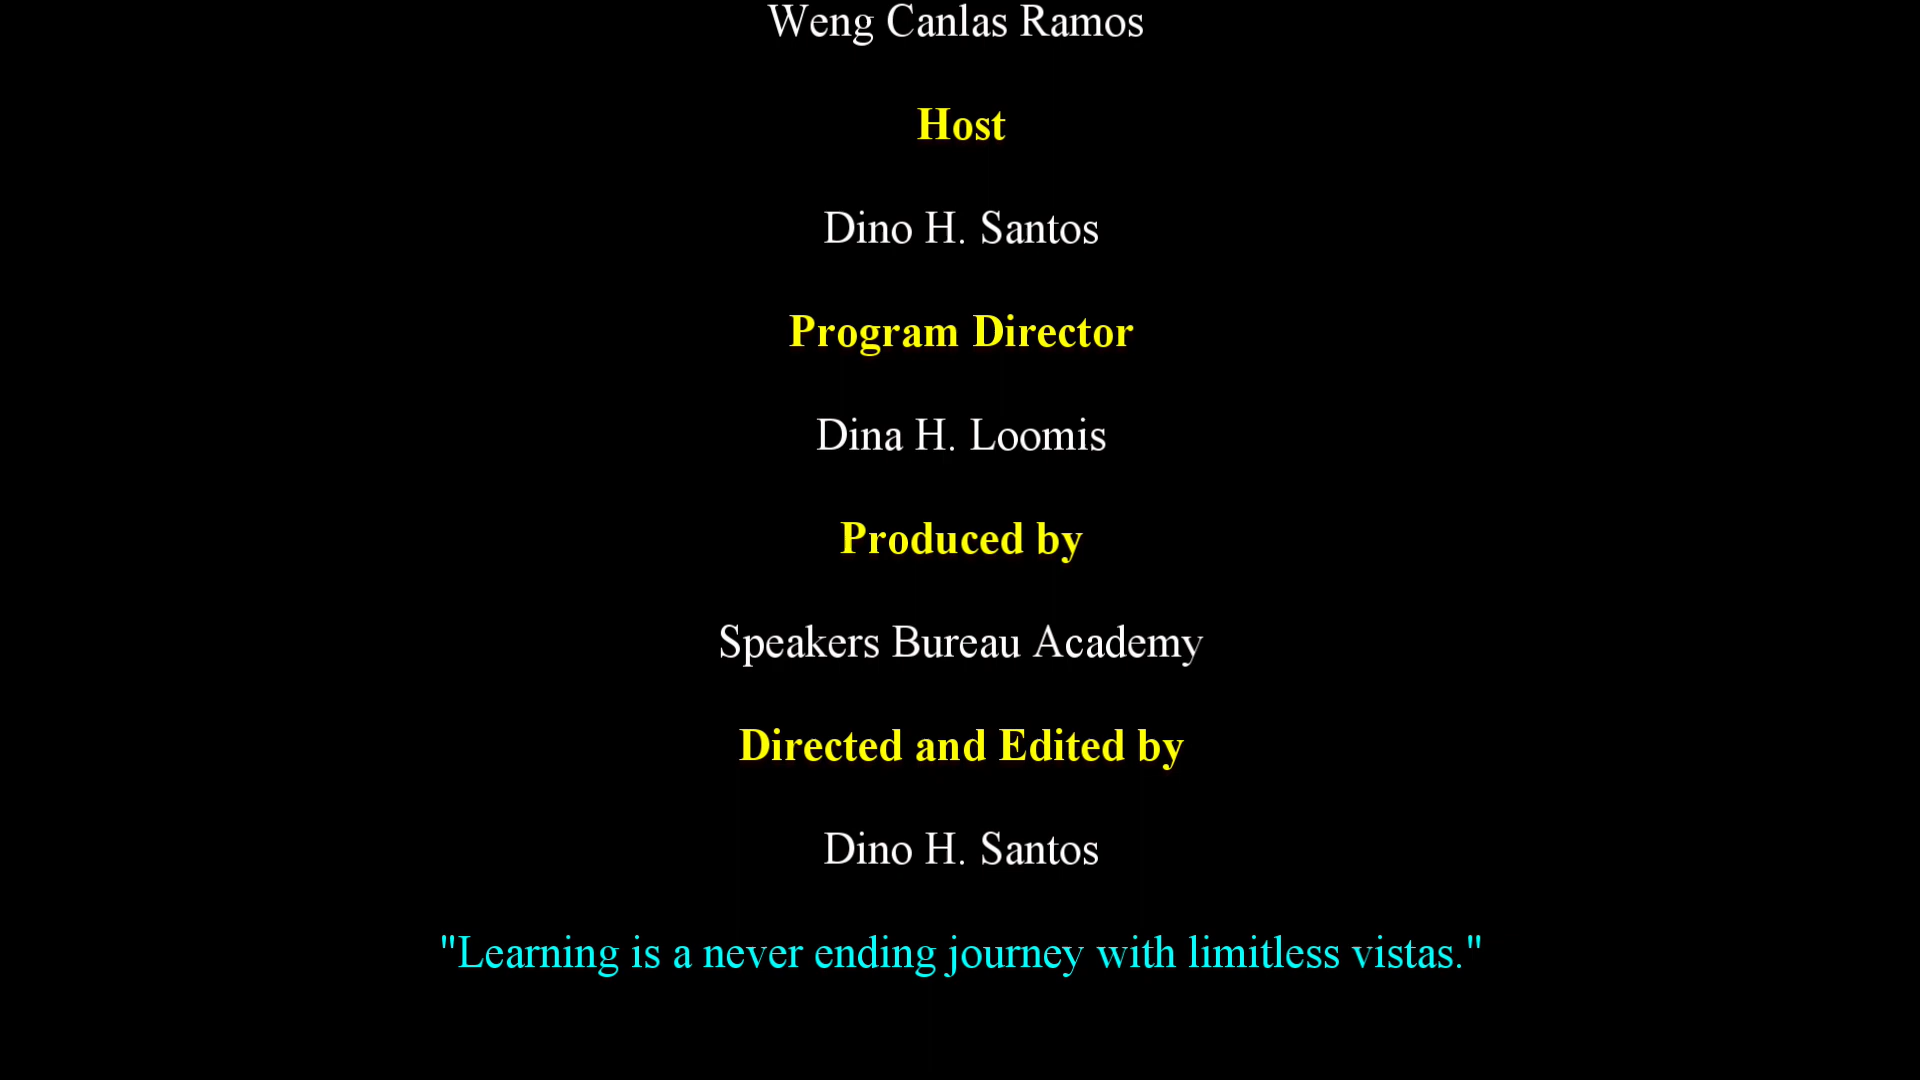 Weng Canlas Ramos
Host
Dino H. Santos
Program Director
Dina H. Loomis
Produced by
Speakers Bureau Academy
Directed and Edited by
Dino H. Santos
"Learning is a never ending journey with limitless vistas."